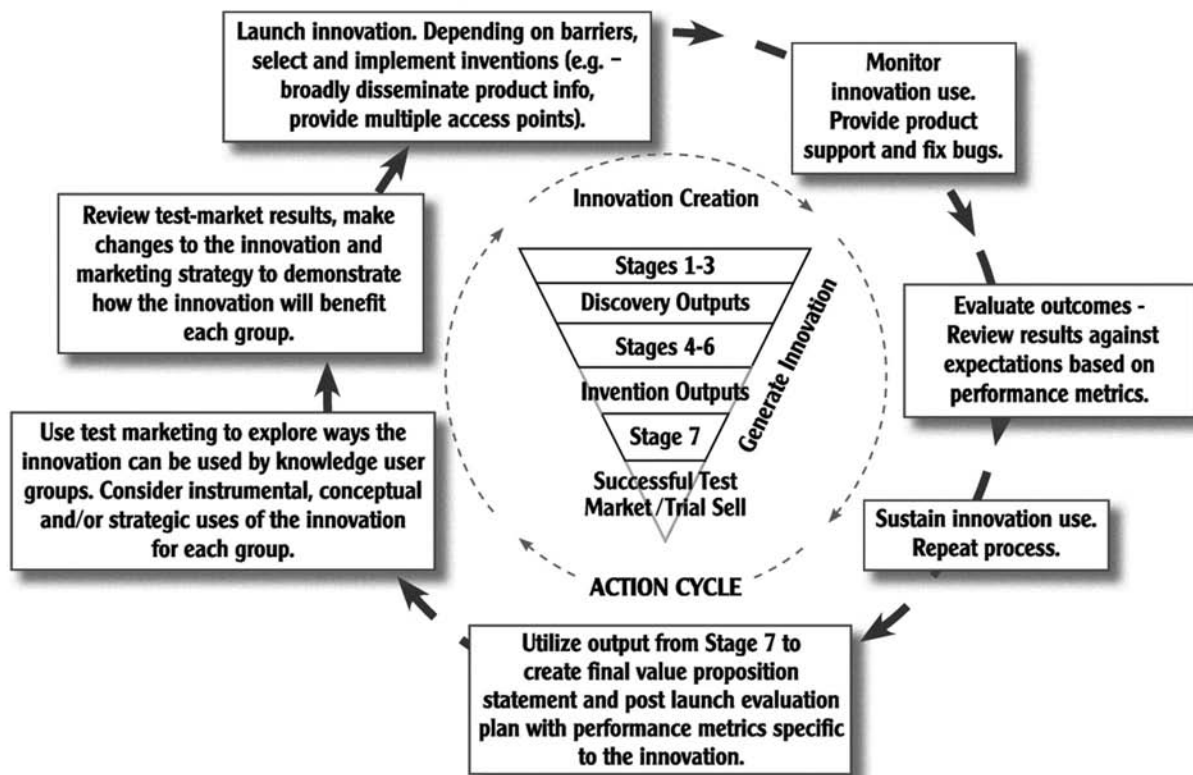 Launch innovation. Depending on barriers,
select and implement inventions (e.g. –
broadly disseminate product info,
provide multiple access points).
Monitor
innovation use.
Provide product
support and fix bugs.
Evaluate outcomes -
Review results against
expectations based on
performance metrics.
Sustain innovation use.
Repeat process.
Utilize output from Stage 7 to
create final value proposition
statement and post launch evaluation
plan with performance metrics specific
to the innovation.
Use test marketing to explore ways the
innovation can be used by knowledge user
groups. Consider instrumental, conceptual
and/or strategic uses of the innovation
for each group.
Review test-market results, make
changes to the innovation and
marketing strategy to demonstrate
how the innovation will benefit
each group.
Innovation Creation
Stages 1-3
Discovery Outputs
Stages 4-6
Invention Outputs
Stage 7
Successful Test
Market /Trial Sell
Generate Innovation
ACTION CYCLE